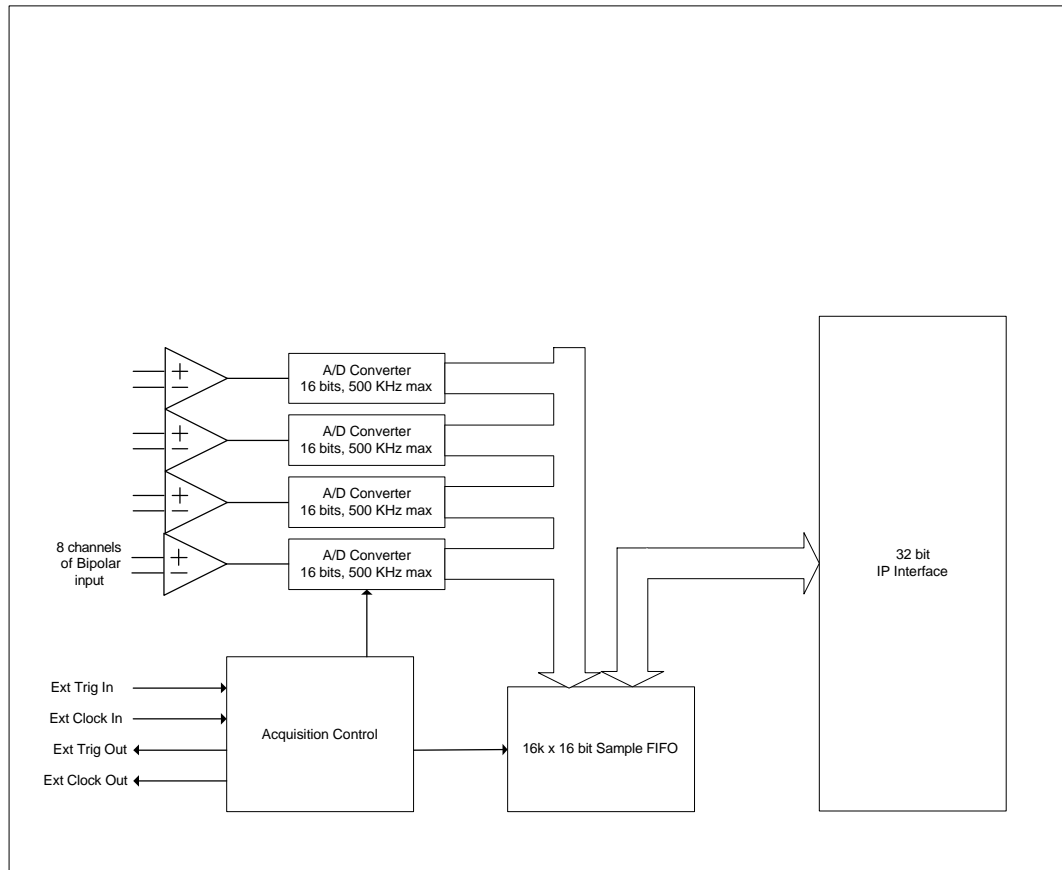 A/D Converter
16 bits, 500 KHz max
A/D Converter
16 bits, 500 KHz max
A/D Converter
16 bits, 500 KHz max
A/D Converter
16 bits, 500 KHz max
8 channels
of Bipolar
input
32 bit
IP Interface
Ext Trig In
Ext Clock In
Ext Trig Out
Ext Clock Out
Acquisition Control
16k x 16 bit Sample FIFO